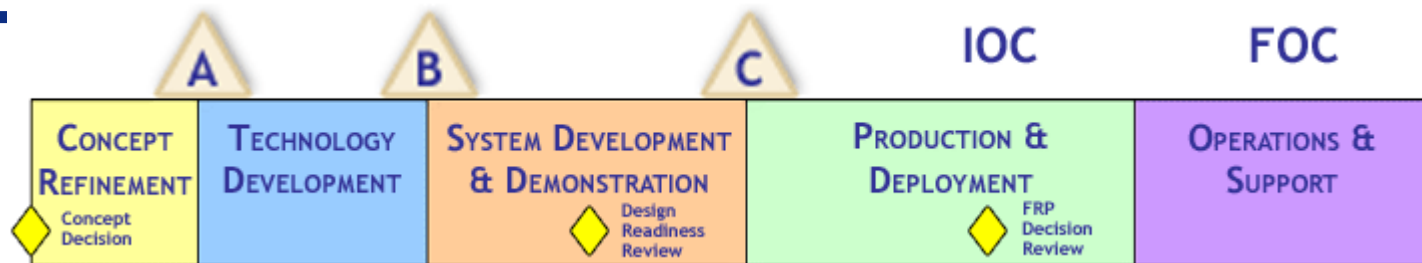 A
B
C
IOC
FOC
CONCEPT
REFINEMENT
Concept
Decision
TECHNOLOGY
DEVELOPMENT
SYSTEM DEVELOPMENT
& DEMONSTRATION
Design
Readiness
Review
PRODUCTION &
DEPLOYMENT
FRP
Decision
Review
OPERATIONS &
SUPPORT